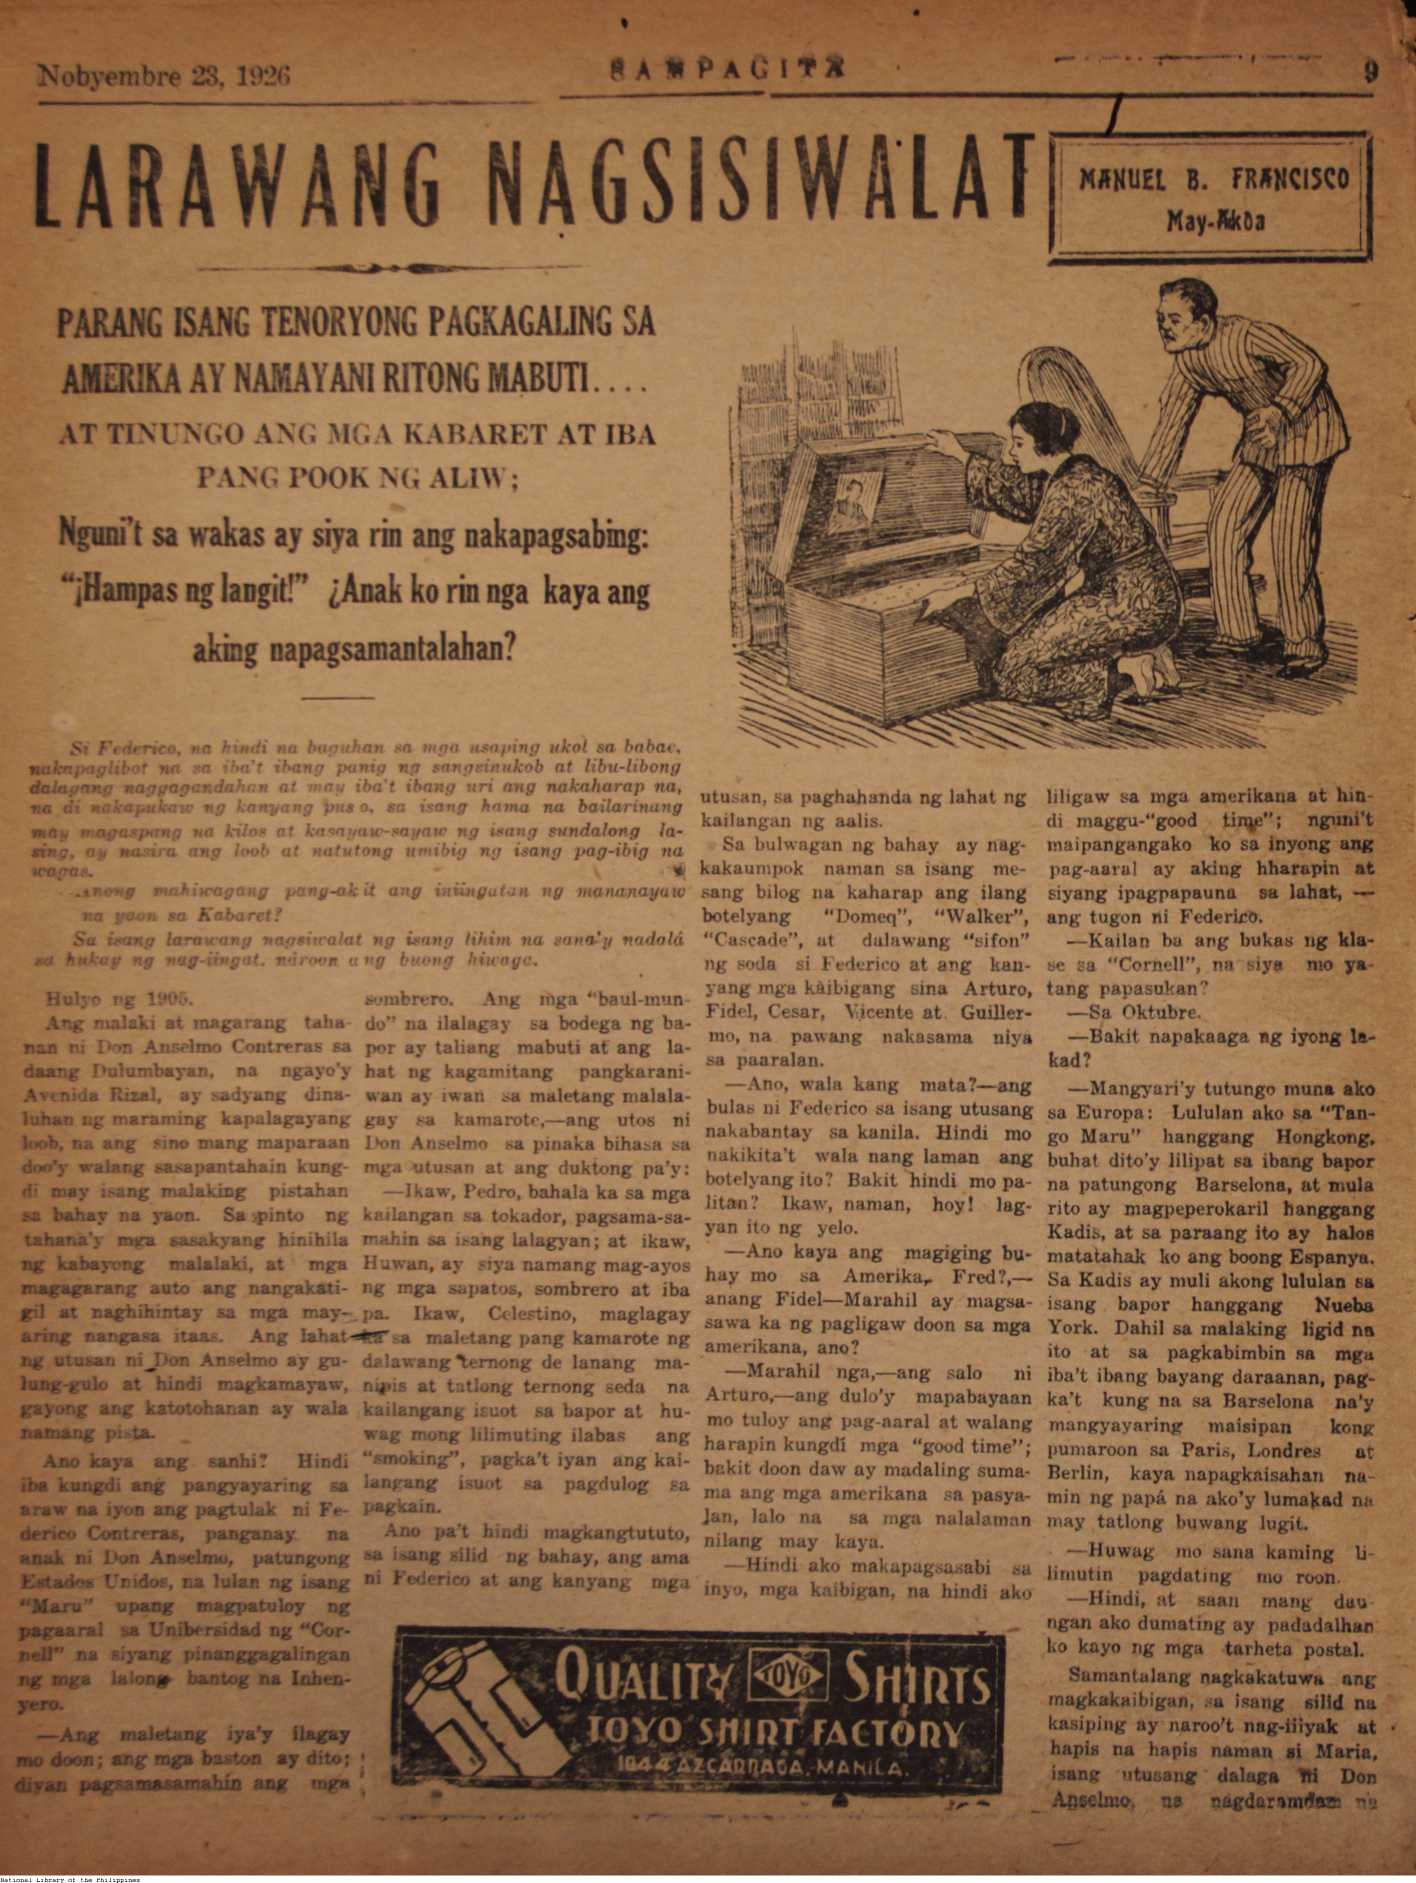 Nobyembre 23, 1926
SAMPAGITA
9
LARAWANG NAGSISIWALAT
MANUEL B. FRANCISCO
May-Akda
PARANG ISANG TENORYONG PAGKAGALING SA
AMERIKA AY NAMAYANI RITONG MABUTI....
AT TINUNGO ANG MGA KABARET AT IBA
PANG POOK NG ALIW;
Nguni't sa wakas ay siya rin ang nakapagsabing:
"¡Hampas ng langit!" ¿Anak ko rin nga kaya ang
aking napagsamantalahan?
Si Federico, na hindi na baguhan sa mga usaping ukol sa babae,
nakapaglibot na sa iba't ibang panig ng sangsinukob at libu-libong
dalagang naggagandahan at may iba't ibang uri ang nakaharap na,
na di nakapukaw ng kanyang puso, sa isang hama na bailarinang
may magaspang na kilos at kasayaw-sayaw ng isang sundalong la-
sing, ay nasira ang loob at natutong umibig ng isang pag-ibig na
wagas.
anong mahiwagang pang-akit ang iniingatan ng mananayaw
na yaon sa Kabaret?
Sa isang larawang nagsiwalat ng isang lihim na sana'y nadalá
sa hukay ng nag-iingat, naroon ang buong hiwaga.
Hulyo ng 1905.
Ang malaki at magarang taha-
nan ni Don Anselmo Contreras sa
daang Dulumbayan, na ngayo'y
Avenida Rizal, ay sadyang dina-
luhan ng maraming kapalagayang
loob, na ang sino mang maparaan
doo'y walang sasapantahain kung-
di may isang malaking pistahan
sa bahay na yaon. Sa pinto ng
tahana'y mga sasakyang hinihila
ng kabayong malalaki, at mga
magagarang auto ang nangakati-
gil at naghihintay sa mga may-
aring nangasa itaas. Ang lahat
ng utusan ni Don Anselmo ay gu-
lung-gulo at hindi magkamayaw,
gayong ang katotohanan ay wala
namang pista.
Ano kaya ang sanhi? Hindi
iba kungdi ang pangyayaring sa
araw na iyon ang pagtulak ni Fe-
derico Contreras, panganay na
anak ni Don Anselmo, patungong
Estados Unidos, na lulan ng isang
"Maru" upang magpatuloy ng
pagaaral sa Unibersidad ng "Cor-
nell" na siyang pinanggagalingan
ng mga lalong bantog na Inhen-
yero.
—Ang maletang iya'y ilagay
mo doon; ang mga baston ay dito;
diyan pagsamasamahin ang mga
sombrero. Ang mga "baul-mun-
do" na ilalagay sa bodega ng ba-
por ay taliang mabuti at ang la-
hat ng kagamitang pangkarani-
wan ay iwan sa maletang malala-
gay sa kamarote,—ang utos ni
Don Anselmo sa pinaka bihasa sa
mga utusan at ang duktong pa'y:
—Ikaw, Pedro, bahala ka sa mga
kailangan sa tokador, pagsama-sa-
mahin sa isang lalagyan; at ikaw,
Huwan, ay siya namang mag-ayos
ng mga sapatos, sombrero at iba
pa. Ikaw, Celestino, maglagay
ka sa maletang pang kamarote ng
dalawang ternong de lanang ma-
nipis at tatlong ternong seda na
kailangang isuot sa bapor at hu-
wag mong lilimuting ilabas ang
"smoking", pagka't iyan ang kai-
langang isuot sa pagdulog sa
pagkain.
Ano pa't hindi magkangtututo,
sa isang silid ng bahay, ang ama
ni Federico at ang kanyang mga
utusan, sa paghahanda ng lahat ng
kailangan ng aalis.
Sa bulwagan ng bahay ay nag-
kakaumpok naman sa isang me-
sang bilog na kaharap ang ilang
botelyang "Domeq", "Walker",
"Cascade", at dalawang "sifon"
ng soda si Federico at ang kan-
yang mga kaibigang sina Arturo,
Fidel, Cesar, Vicente at Guiller-
mo, na pawang nakasama niya
sa paaralan.
—Ano, wala kang mata?—ang
bulas ni Federico sa isang utusang
nakabantay sa kanila. Hindi mo
nakikita't wala nang laman ang
botelyang ito? Bakit hindi mo pa-
litan? Ikaw, naman, hoy! lag-
yan ito ng yelo.
—Ano kaya ang magiging bu-
hay mo sa Amerika, Fred?,—
anang Fidel—Marahil ay magsa-
sawa ka ng pagligaw doon sa mga
amerikana, ano?
—Marahil nga,—ang salo ni
Arturo,—ang dulo'y mapabayaan
mo tuloy ang pag-aaral at walang
harapin kungdi mga "good time";
bakit doon daw ay madaling suma-
ma ang mga amerikana sa pasya-
lan, lalo na sa mga nalalaman
nilang may kaya.
—Hindi ako makapagsasabi sa
inyo, mga kaibigan, na hindi ako
liligaw sa mga amerikana at hin-
di maggu-"good time"; nguni't
maipangangako ko sa inyong ang
pag-aaral ay aking hharapin at
siyang ipagpapauna sa lahat, —
ang tugon ni Federico.
—Kailan ba ang bukas ng kla-
se sa "Cornell", na siya mo ya-
tang papasukan?
—Sa Oktubre.
—Bakit napakaaga ng iyong la-
kad?
—Mangyari'y tutungo muna ako
sa Europa: Lululan ako sa "Tan-
go Maru" hanggang Hongkong,
buhat dito'y lilipat sa ibang bapor
na patungong Barselona, at mula
rito ay magpeperokaril hanggang
Kadis, at sa paraang ito ay halos
matatahak ko ang boong Espanya.
Sa Kadis ay muli akong lululan sa
isang bapor hanggang Nueba
York. Dahil sa malaking ligid na
ito at sa pagkabimbin sa mga
iba't ibang bayang daraanan, pag-
ka't kung na sa Barselona na'y
mangyayaring maisipan kong
pumaroon sa Paris, Londres at
Berlin, kaya napagkaisahan na-
min ng papá na ako'y lumakad na
may tatlong buwang lugit.
—Huwag mo sana kaming li-
limutin pagdating mo roon.
—Hindi, at saan mang dau-
ngan ako dumating ay padadalhan
ko kayo ng mga tarheta postal.
Samantalang nagkakatuwa ang
magkakaibigan, sa isang silid na
kasiping ay naroo't nag-iiiyak at
hapis na hapis naman si Maria,
isang utusang dalaga ni Don
Anselmo, na nagdaramdam na
QUALITY TOYO SHIRTS
TOYO SHIRT FACTORY
1044 AZCARRAGA, MANILA.
National Library of the Philippines